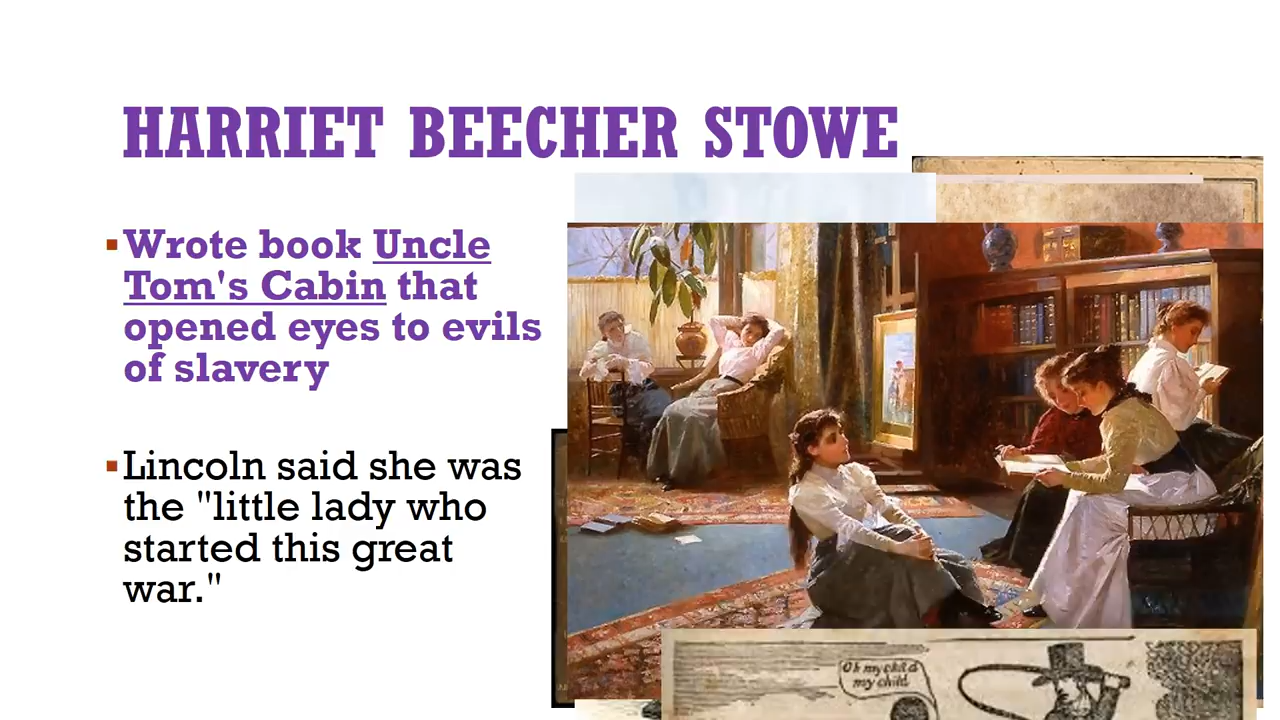 HARRIET BEECHER STOWE
▪Wrote book Uncle
Tom's Cabin that
opened eyes to evils
of slavery
▪Lincoln said she was
the "little lady who
started this great
war."
Oh my child
my child